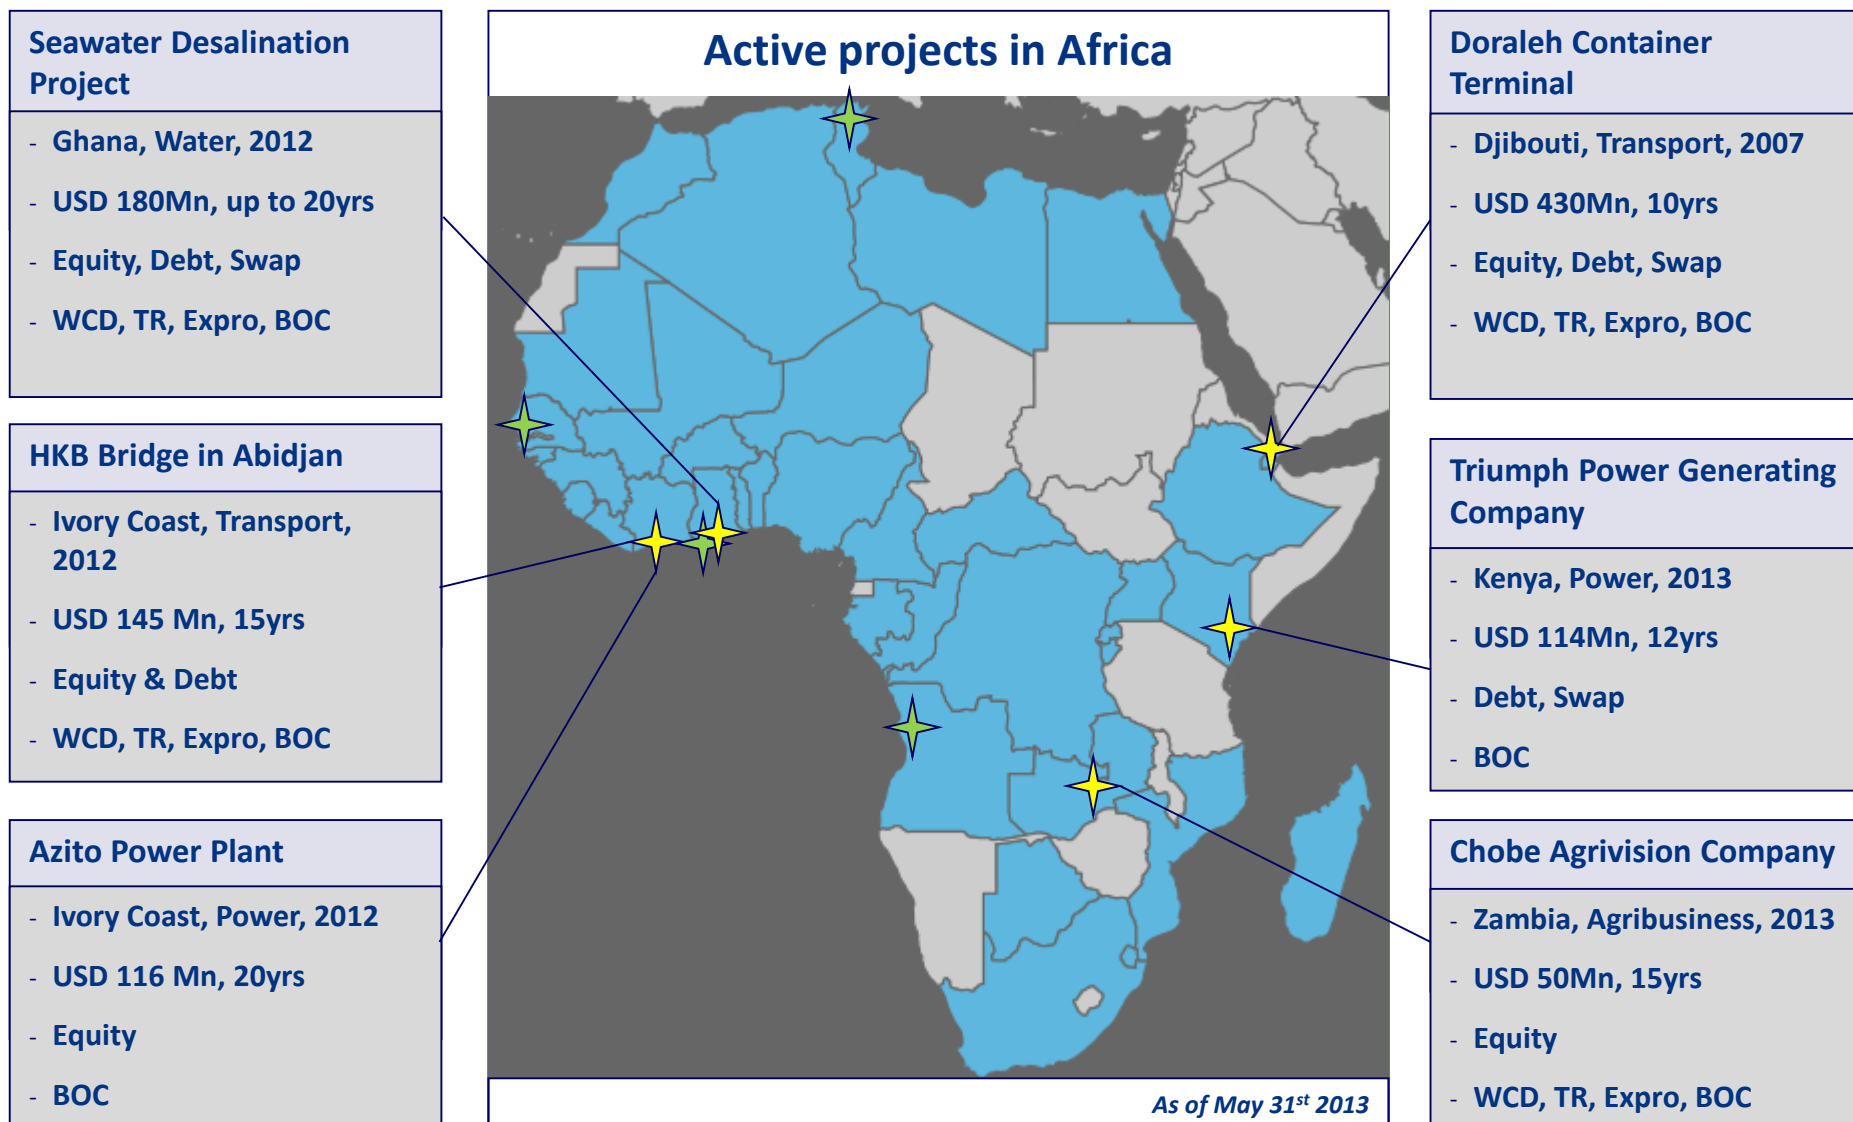 Active projects in Africa
Seawater Desalination
Project
- Ghana, Water, 2012
- USD 180Mn, up to 20yrs
- Equity, Debt, Swap
- WCD, TR, Expro, BOC
HKB Bridge in Abidjan
- Ivory Coast, Transport,
2012
- USD 145 Mn, 15yrs
- Equity & Debt
- WCD, TR, Expro, BOC
Azito Power Plant
- Ivory Coast, Power, 2012
- USD 116 Mn, 20yrs
- Equity
- BOC
Doraleh Container
Terminal
- Djibouti, Transport, 2007
- USD 430Mn, 10yrs
- Equity, Debt, Swap
- WCD, TR, Expro, BOC
Triumph Power Generating
Company
- Kenya, Power, 2013
- USD 114Mn, 12yrs
- Debt, Swap
- BOC
Chobe Agrivision Company
- Zambia, Agribusiness, 2013
- USD 50Mn, 15yrs
- Equity
- WCD, TR, Expro, BOC
As of May 31st 2013